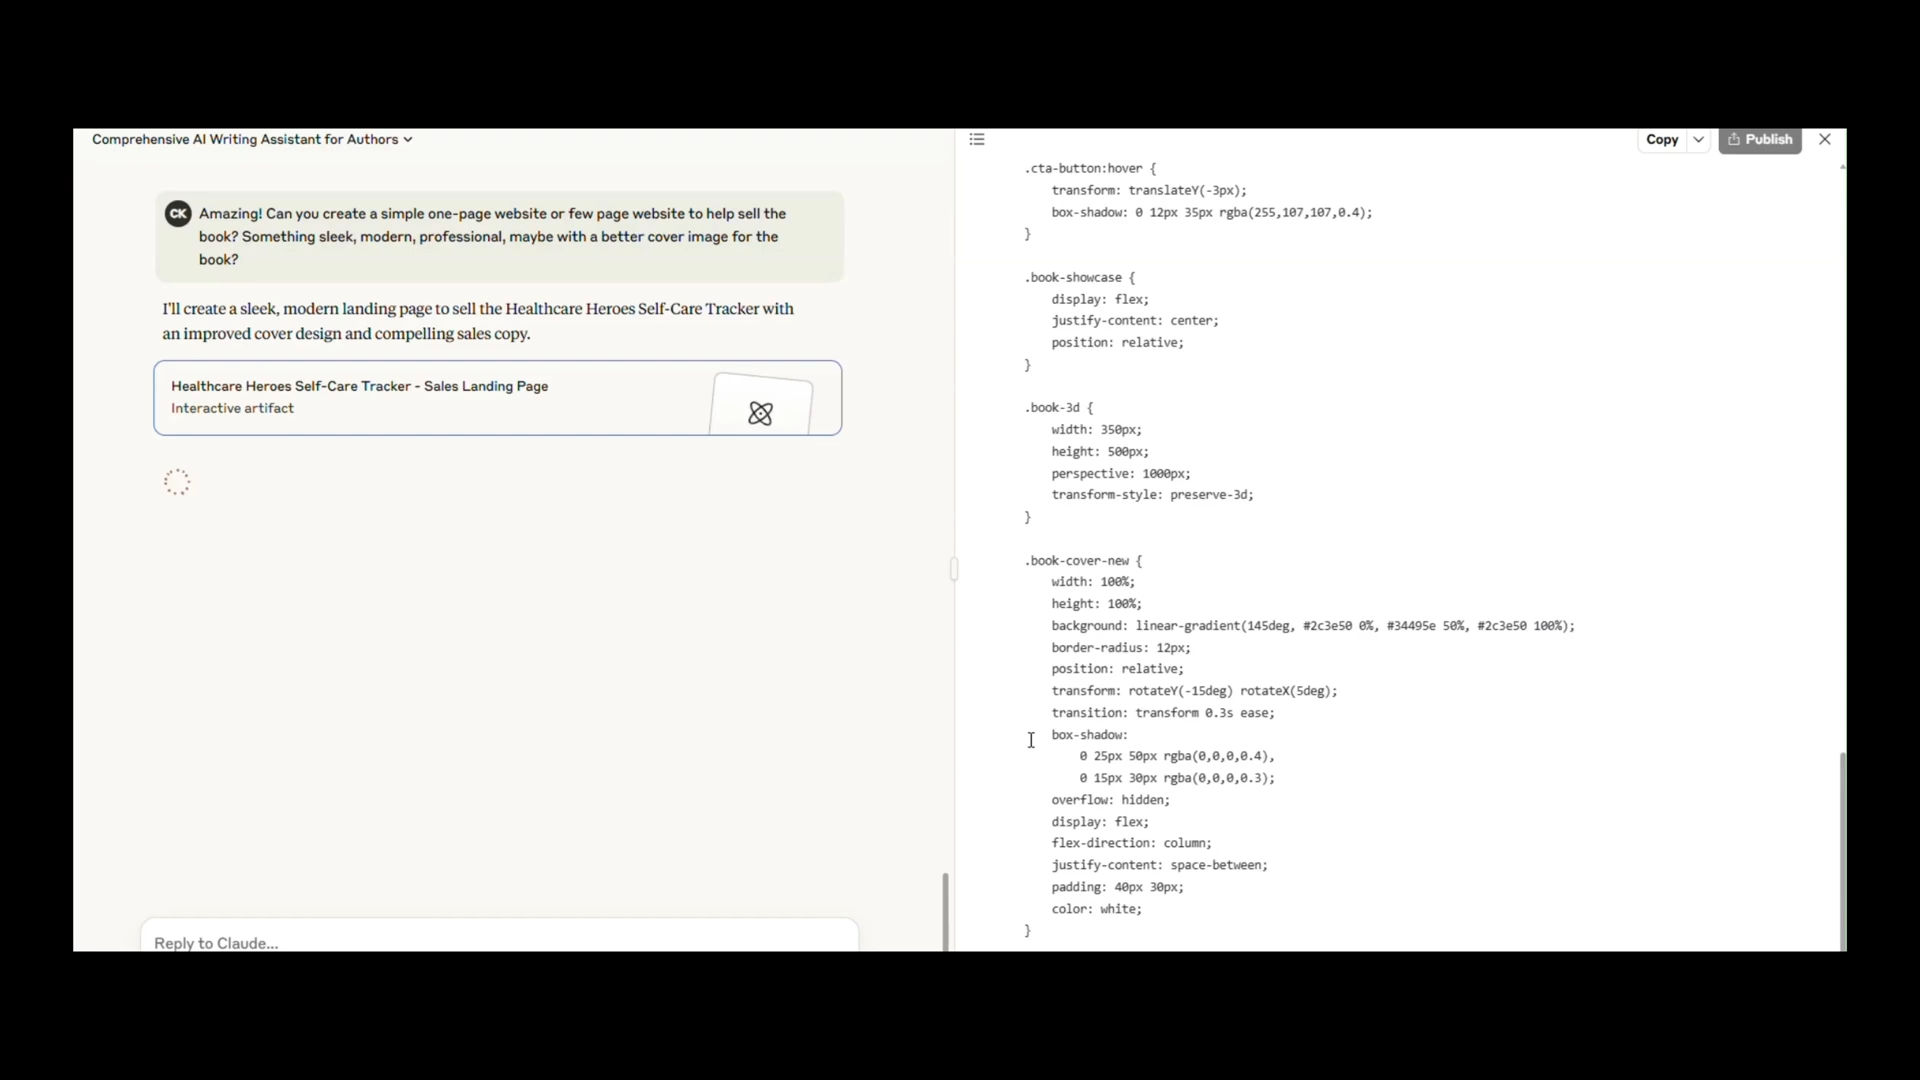 Comprehensive AI Writing Assistant for Authors
CK
Amazing! Can you create a simple one-page website or few page website to help sell the
book? Something sleek, modern, professional, maybe with a better cover image for the
book?
I'll create a sleek, modern landing page to sell the Healthcare Heroes Self-Care Tracker with
an improved cover design and compelling sales copy.
Healthcare Heroes Self-Care Tracker - Sales Landing Page
Interactive artifact
Reply to Claude...
Copy
Publish
.cta-button:hover {
transform: translateY(-3px);
box-shadow: 0 12px 35px rgba(255,107,107,0.4);
}
.book-showcase {
display: flex;
justify-content: center;
position: relative;
}
.book-3d {
width: 350px;
height: 500px;
perspective: 1000px;
transform-style: preserve-3d;
}
.book-cover-new {
width: 100%;
height: 100%;
background: linear-gradient(145deg, #2c3e50 0%, #34495e 50%, #2c3e50 100%);
border-radius: 12px;
position: relative;
transform: rotateY(-15deg) rotateX(5deg);
transition: transform 0.3s ease;
box-shadow:
0 25px 50px rgba(0,0,0,0.4),
0 15px 30px rgba(0,0,0,0.3);
overflow: hidden;
display: flex;
flex-direction: column;
justify-content: space-between;
padding: 40px 30px;
color: white;
}